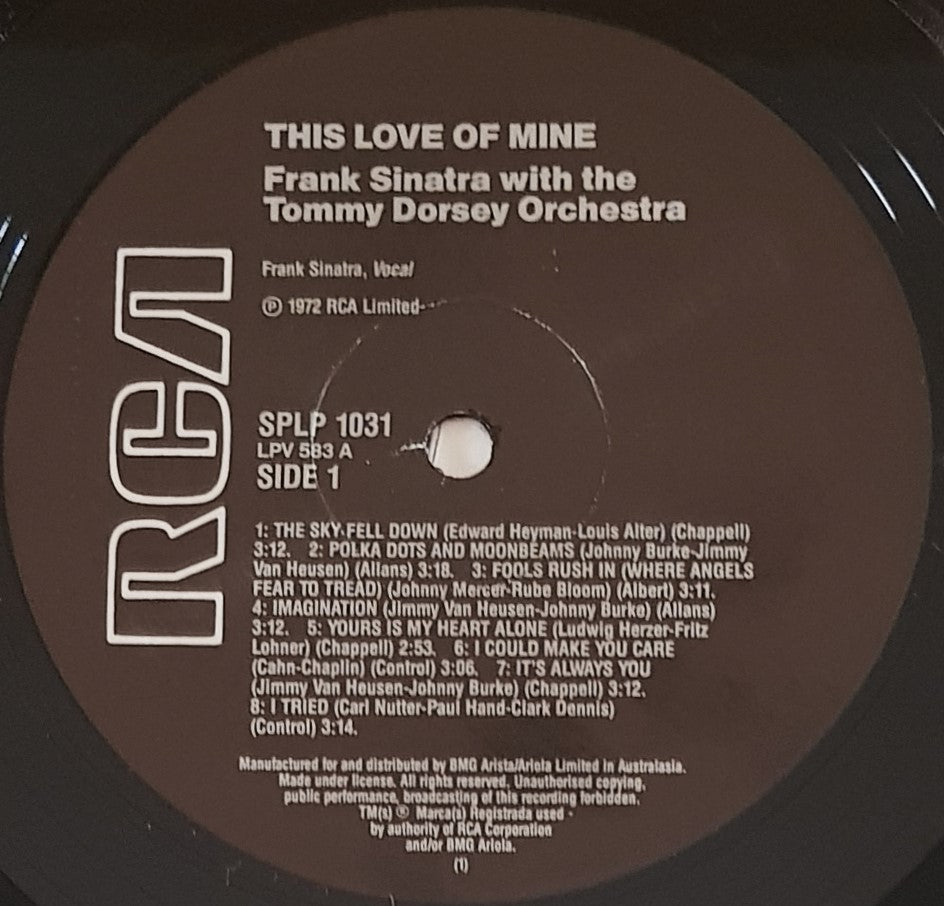 THIS LOVE OF MINE
Frank Sinatra with the
Tommy Dorsey Orchestra
Frank Sinatra, Vocal
℗ 1972 RCA Limited
RCA
SPLP 1031
LPV 583 A
SIDE 1
1: THE SKY FELL DOWN (Edward Heyman-Louis Alter) (Chappell)
3:12. 2: POLKA DOTS AND MOONBEAMS (Johnny Burke-Jimmy
Van Heusen) (Allans) 3:18. 3: FOOLS RUSH IN (WHERE ANGELS
FEAR TO TREAD) (Johnny Mercer-Rube Bloom) (Albert) 3:11.
4: IMAGINATION (Jimmy Van Heusen-Johnny Burke) (Allans)
3:12. 5: YOURS IS MY HEART ALONE (Ludwig Herzer-Fritz
Lohner) (Chappell) 2:53. 6: I COULD MAKE YOU CARE
(Cahn-Chaplin) (Control) 3:06. 7: IT'S ALWAYS YOU
(Jimmy Van Heusen-Johnny Burke) (Chappell) 3:12.
8: I TRIED (Carl Nutter-Paul Hand-Clark Dennis)
(Control) 3:14.
Manufactured for and distributed by BMG Arista/Ariola Limited in Australasia.
Made under license. All rights reserved. Unauthorised copying,
public performance, broadcasting of this recording forbidden.
TM(s) ® Marca(s) Registrada used -
by authority of RCA Corporation
and/or BMG Ariola.
(1)